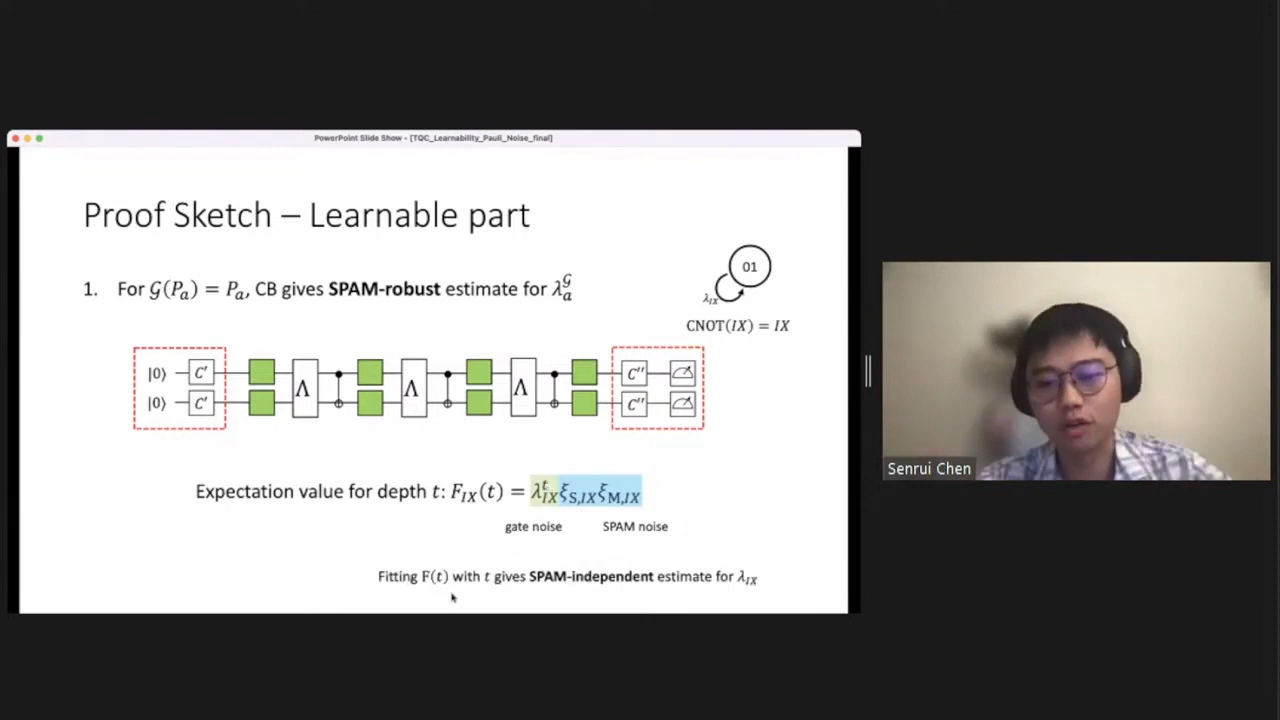 PowerPoint Slide Show - [TQC_Learnability_Pauli_Noise_final]
Proof Sketch – Learnable part
1. For 𝒢(Pₐ) = Pₐ, CB gives SPAM-robust estimate for λₐ^𝒢
01
λ_IX
CNOT(IX) = IX
|0⟩ C′ Λ Λ Λ C′′
|0⟩ C′ C′′
Expectation value for depth t: F_IX(t) = λ^t_IX ξ_S,IX ξ_M,IX
gate noise SPAM noise
Fitting F(t) with t gives SPAM-independent estimate for λ_IX
Senrui Chen